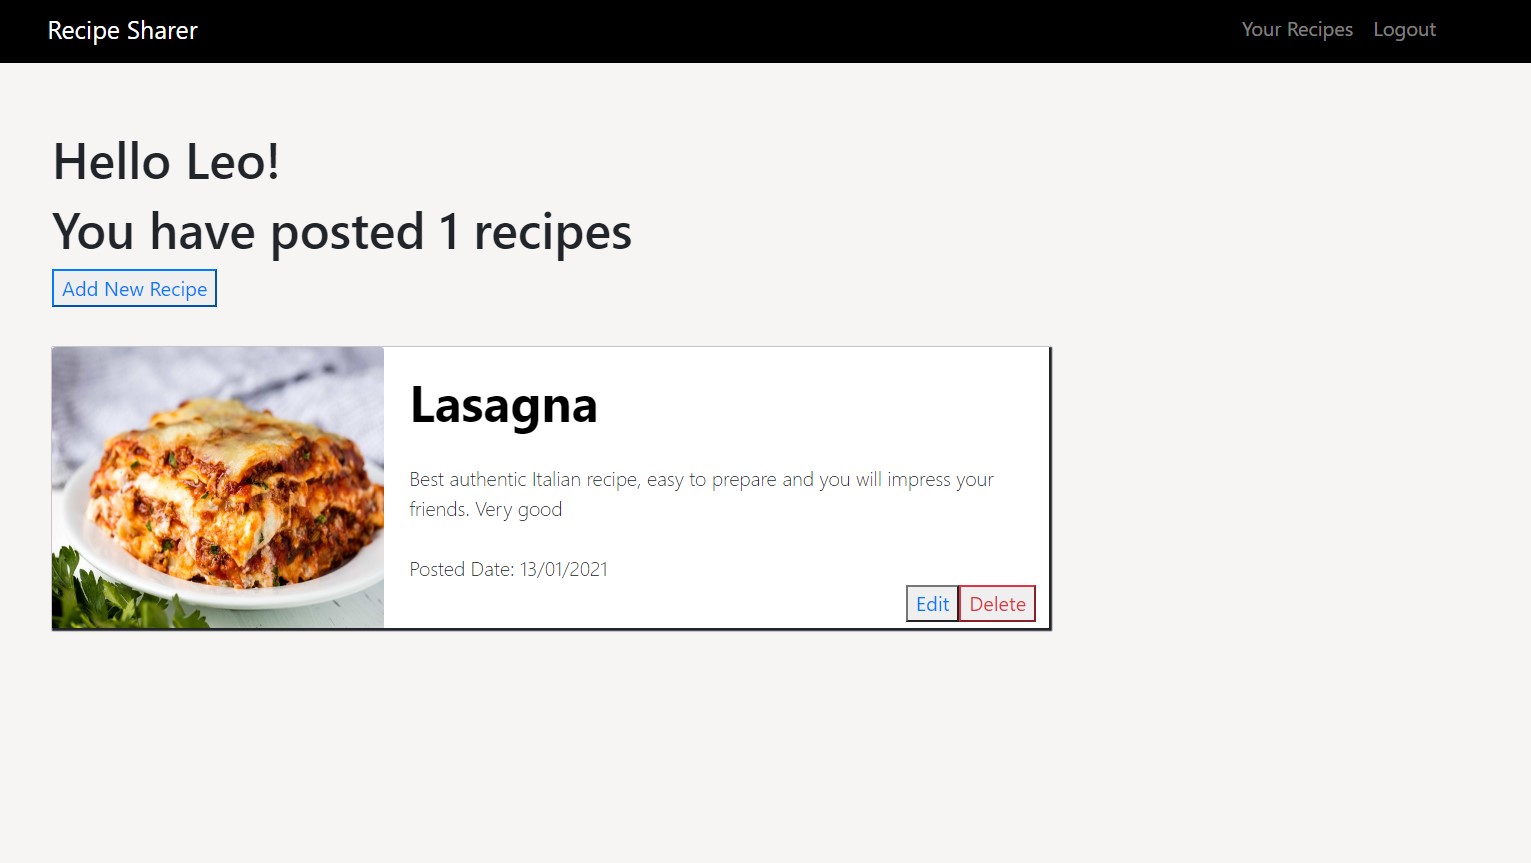 Recipe Sharer
Your Recipes Logout
Hello Leo!
You have posted 1 recipes
Add New Recipe
Lasagna
Best authentic Italian recipe, easy to prepare and you will impress your
friends. Very good
Posted Date: 13/01/2021
Edit Delete